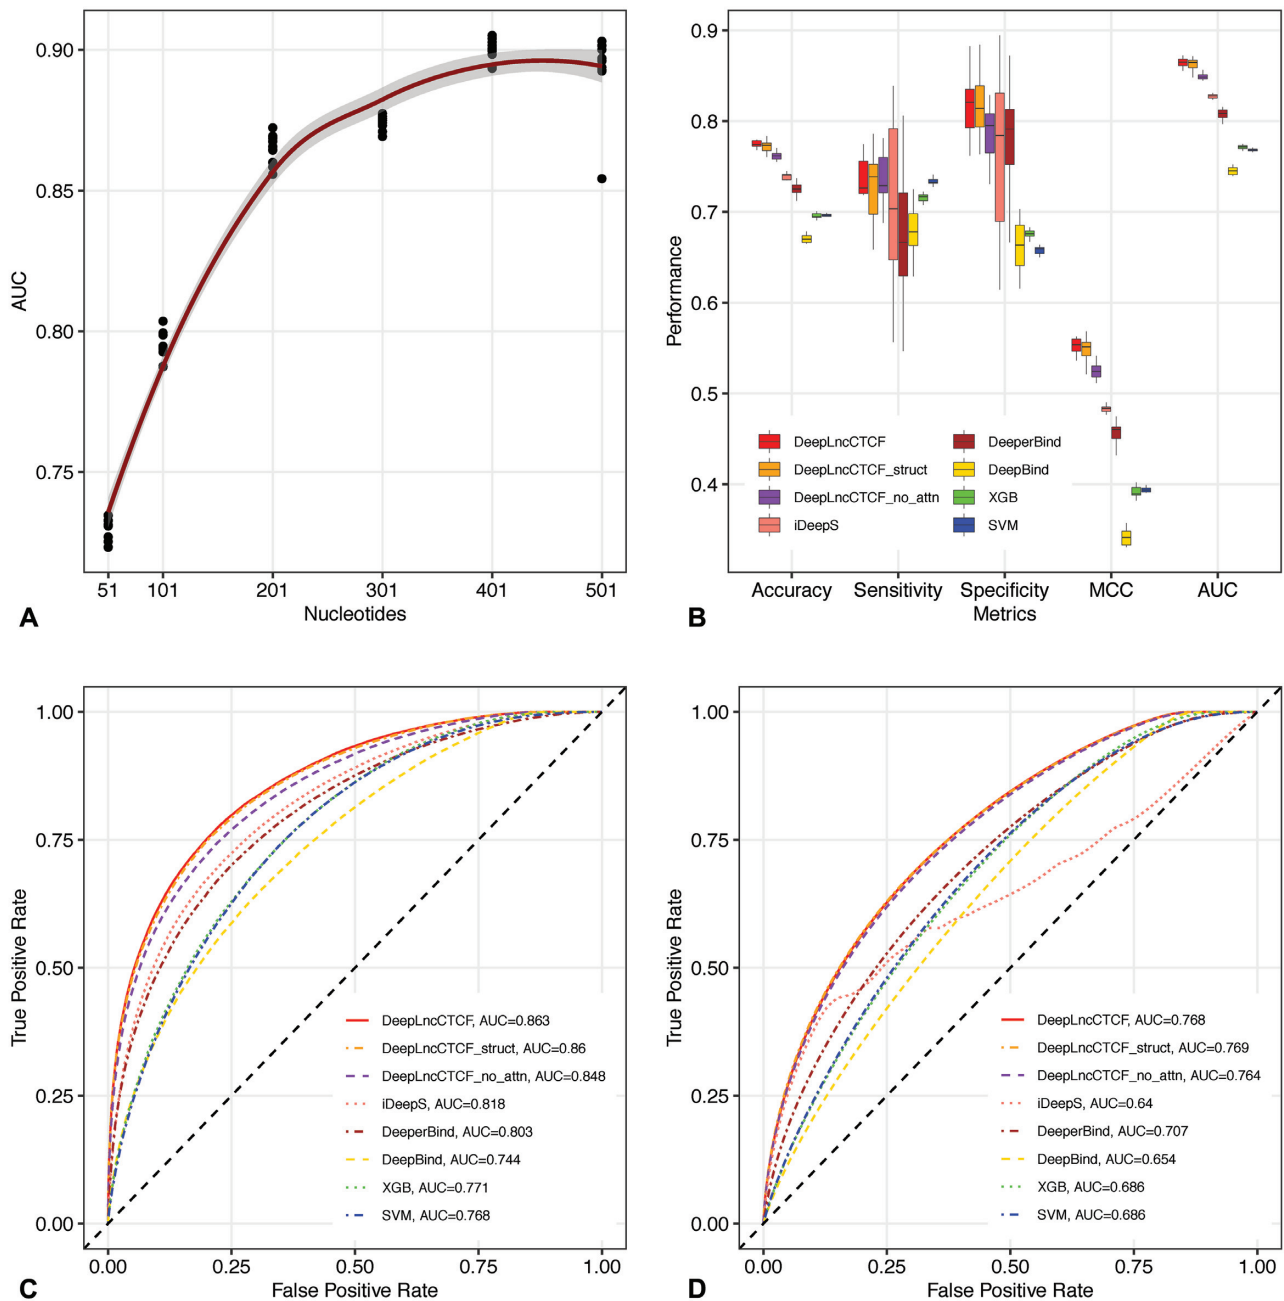 0.90
0.85
0.80
0.75
AUC
51 101 201 301 401 501
Nucleotides
A
0.9
0.8
0.7
0.6
0.5
0.4
Performance
DeepLncCTCF
DeepLncCTCF_struct
DeepLncCTCF_no_attn
iDeepS
DeeperBind
DeepBind
XGB
SVM
Accuracy Sensitivity Specificity MCC AUC
Metrics
B
1.00
0.75
0.50
0.25
0.00
True Positive Rate
DeepLncCTCF, AUC=0.863
DeepLncCTCF_struct, AUC=0.86
DeepLncCTCF_no_attn, AUC=0.848
iDeepS, AUC=0.818
DeeperBind, AUC=0.803
DeepBind, AUC=0.744
XGB, AUC=0.771
SVM, AUC=0.768
0.00 0.25 0.50 0.75 1.00
False Positive Rate
C
1.00
0.75
0.50
0.25
0.00
True Positive Rate
DeepLncCTCF, AUC=0.768
DeepLncCTCF_struct, AUC=0.769
DeepLncCTCF_no_attn, AUC=0.764
iDeepS, AUC=0.64
DeeperBind, AUC=0.707
DeepBind, AUC=0.654
XGB, AUC=0.686
SVM, AUC=0.686
0.00 0.25 0.50 0.75 1.00
False Positive Rate
D